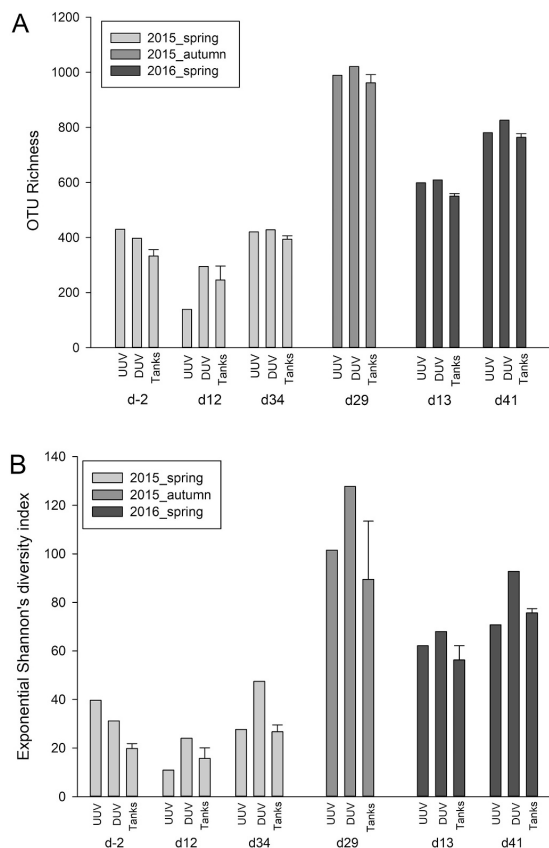 A
1200
1000
800
600
400
200
0
OTU Richness
2015_spring
2015_autumn
2016_spring
UUV DUV Tanks UUV DUV Tanks UUV DUV Tanks UUV DUV Tanks UUV DUV Tanks UUV DUV Tanks
d-2 d12 d34 d29 d13 d41
B
140
120
100
80
60
40
20
0
Exponential Shannon's diversity index
2015_spring
2015_autumn
2016_spring
UUV DUV Tanks UUV DUV Tanks UUV DUV Tanks UUV DUV Tanks UUV DUV Tanks UUV DUV Tanks
d-2 d12 d34 d29 d13 d41